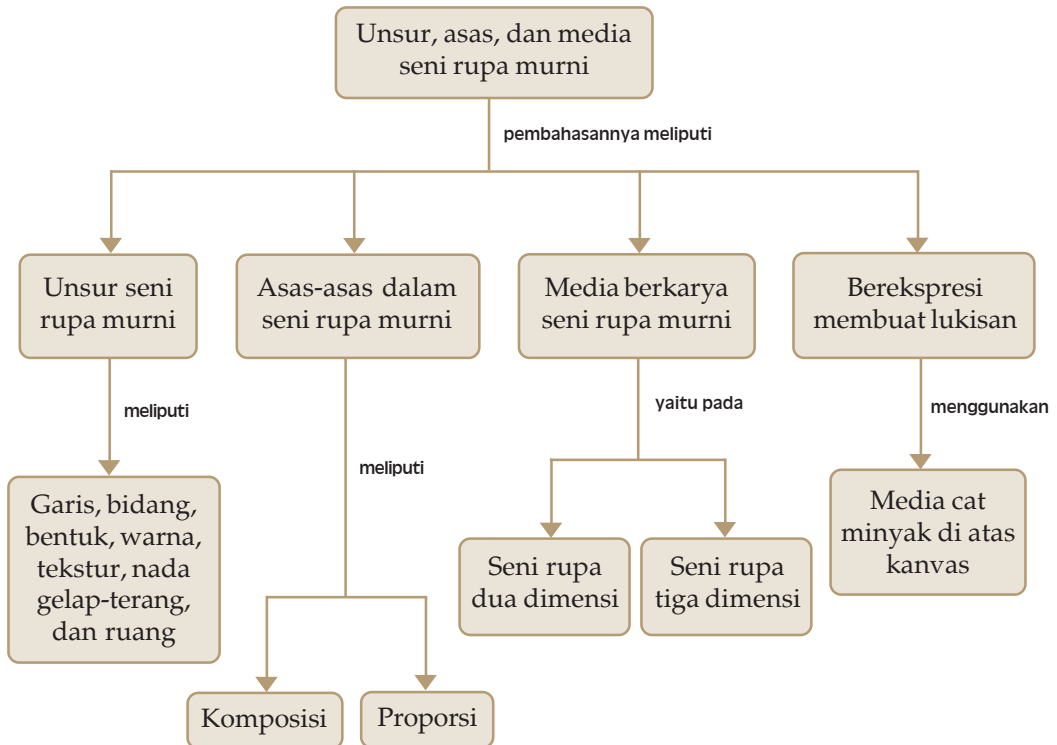 Unsur, asas, dan media
seni rupa murni
pembahasannya meliputi
Unsur seni
rupa murni
Asas-asas dalam
seni rupa murni
Media berkarya
seni rupa murni
Berekspresi
membuat lukisan
meliputi
meliputi
yaitu pada
menggunakan
Garis, bidang,
bentuk, warna,
tekstur, nada
gelap-terang,
dan ruang
Komposisi
Proporsi
Seni rupa
dua dimensi
Seni rupa
tiga dimensi
Media cat
minyak di atas
kanvas